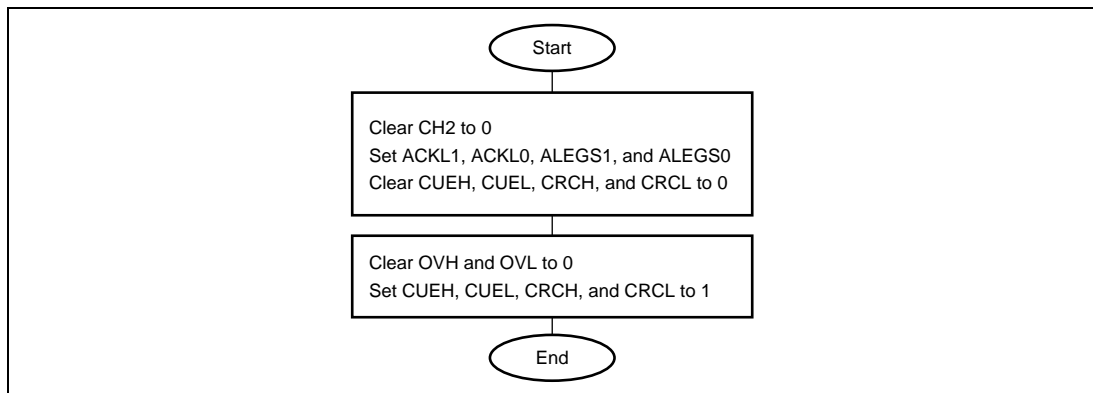 Start
Clear CH2 to 0
Set ACKL1, ACKL0, ALEGS1, and ALEGS0
Clear CUEH, CUEL, CRCH, and CRCL to 0
Clear OVH and OVL to 0
Set CUEH, CUEL, CRCH, and CRCL to 1
End